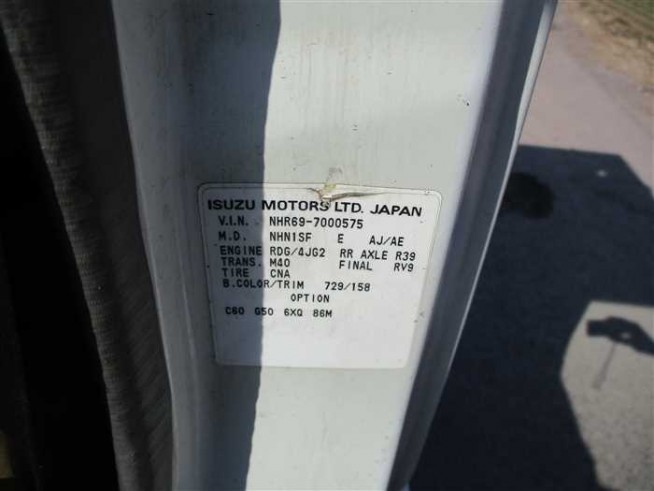 ISUZU MOTORS LTD. JAPAN
V.I.N. NHR69-7000575
M.D. NHN1SF E AJ/AE
ENGINE RDG/4JG2 RR AXLE R39
TRANS. M40 FINAL RV9
TIRE CNA
B.COLOR/TRIM 729/158
OPTION
C60 G50 6XQ 86M